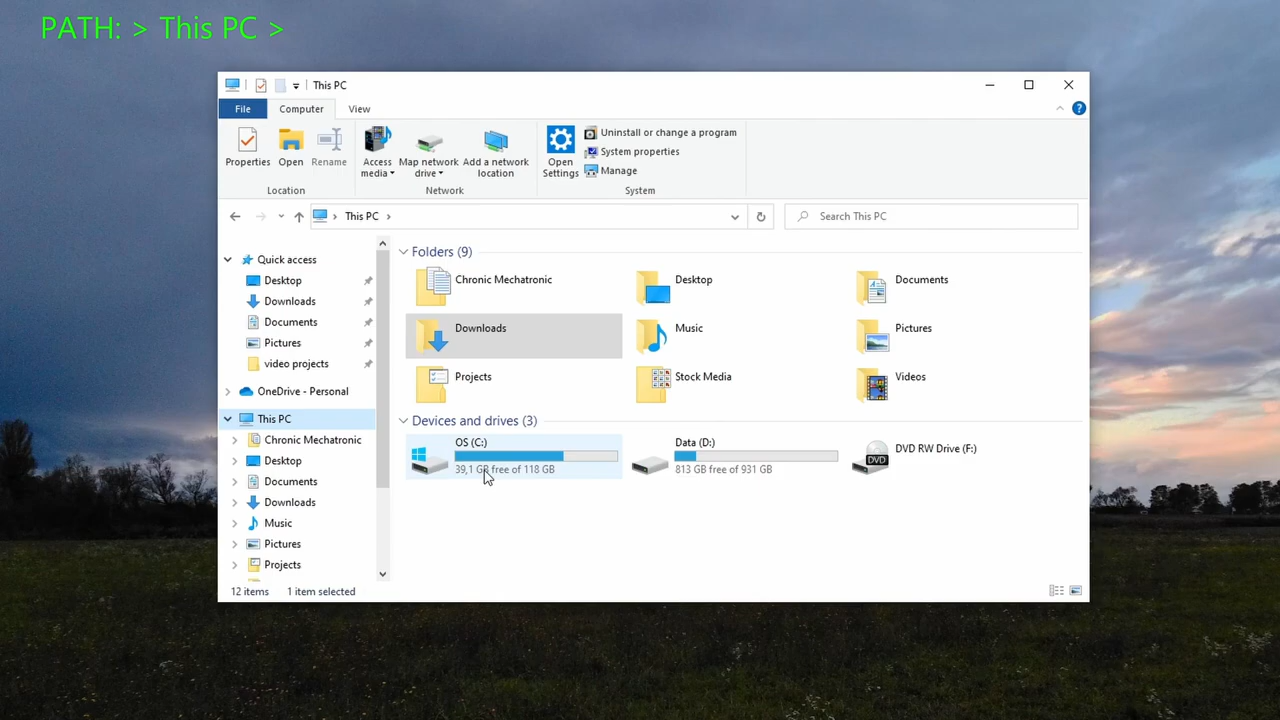 PATH: > This PC >
This PC
File Computer View
Properties Open Rename Access media Map network drive Add a network location Open Settings Uninstall or change a program
System properties
Manage
Location Network System
This PC
Search This PC
Quick access
Desktop
Downloads
Documents
Pictures
video projects
OneDrive - Personal
This PC
Chronic Mechatronic
Desktop
Documents
Downloads
Music
Pictures
Projects
Folders (9)
Chronic Mechatronic Desktop Documents
Downloads Music Pictures
Projects Stock Media Videos
Devices and drives (3)
OS (C:)
39,1 GB free of 118 GB
Data (D:)
813 GB free of 931 GB
DVD RW Drive (F:)
DVD
12 items 1 item selected